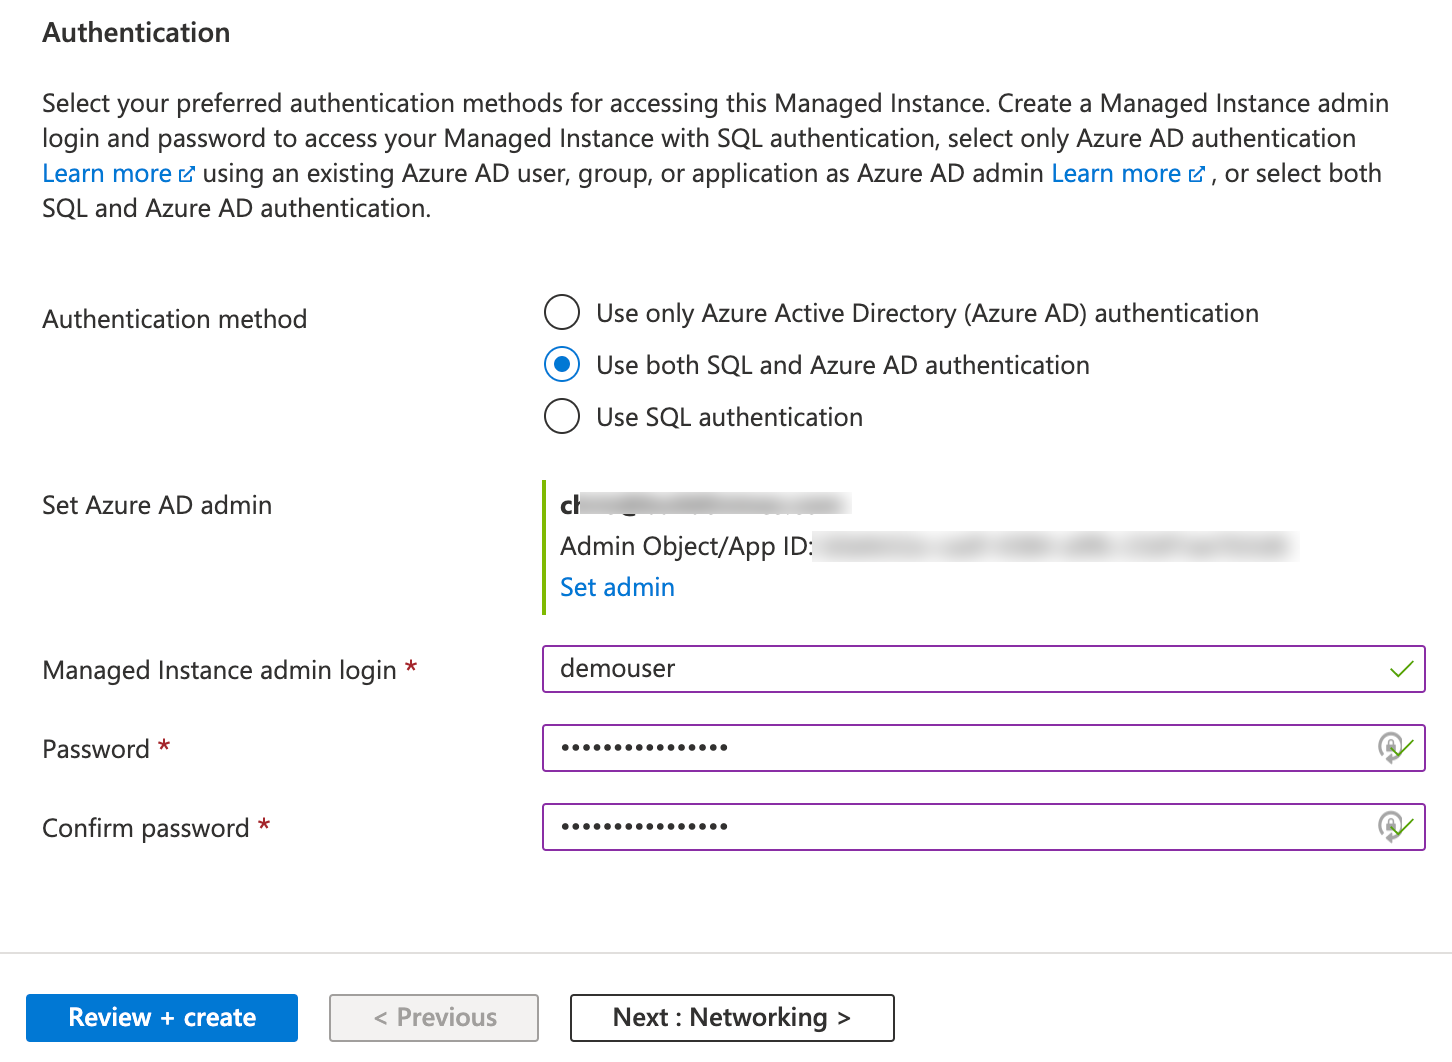 Authentication
Select your preferred authentication methods for accessing this Managed Instance. Create a Managed Instance admin
login and password to access your Managed Instance with SQL authentication, select only Azure AD authentication
Learn more using an existing Azure AD user, group, or application as Azure AD admin Learn more , or select both
SQL and Azure AD authentication.
Authentication method
Use only Azure Active Directory (Azure AD) authentication
Use both SQL and Azure AD authentication
Use SQL authentication
Set Azure AD admin
Admin Object/App ID:
Set admin
Managed Instance admin login *
demouser
Password *
••••••••••••••••
Confirm password *
••••••••••••••••
Review + create
< Previous
Next : Networking >